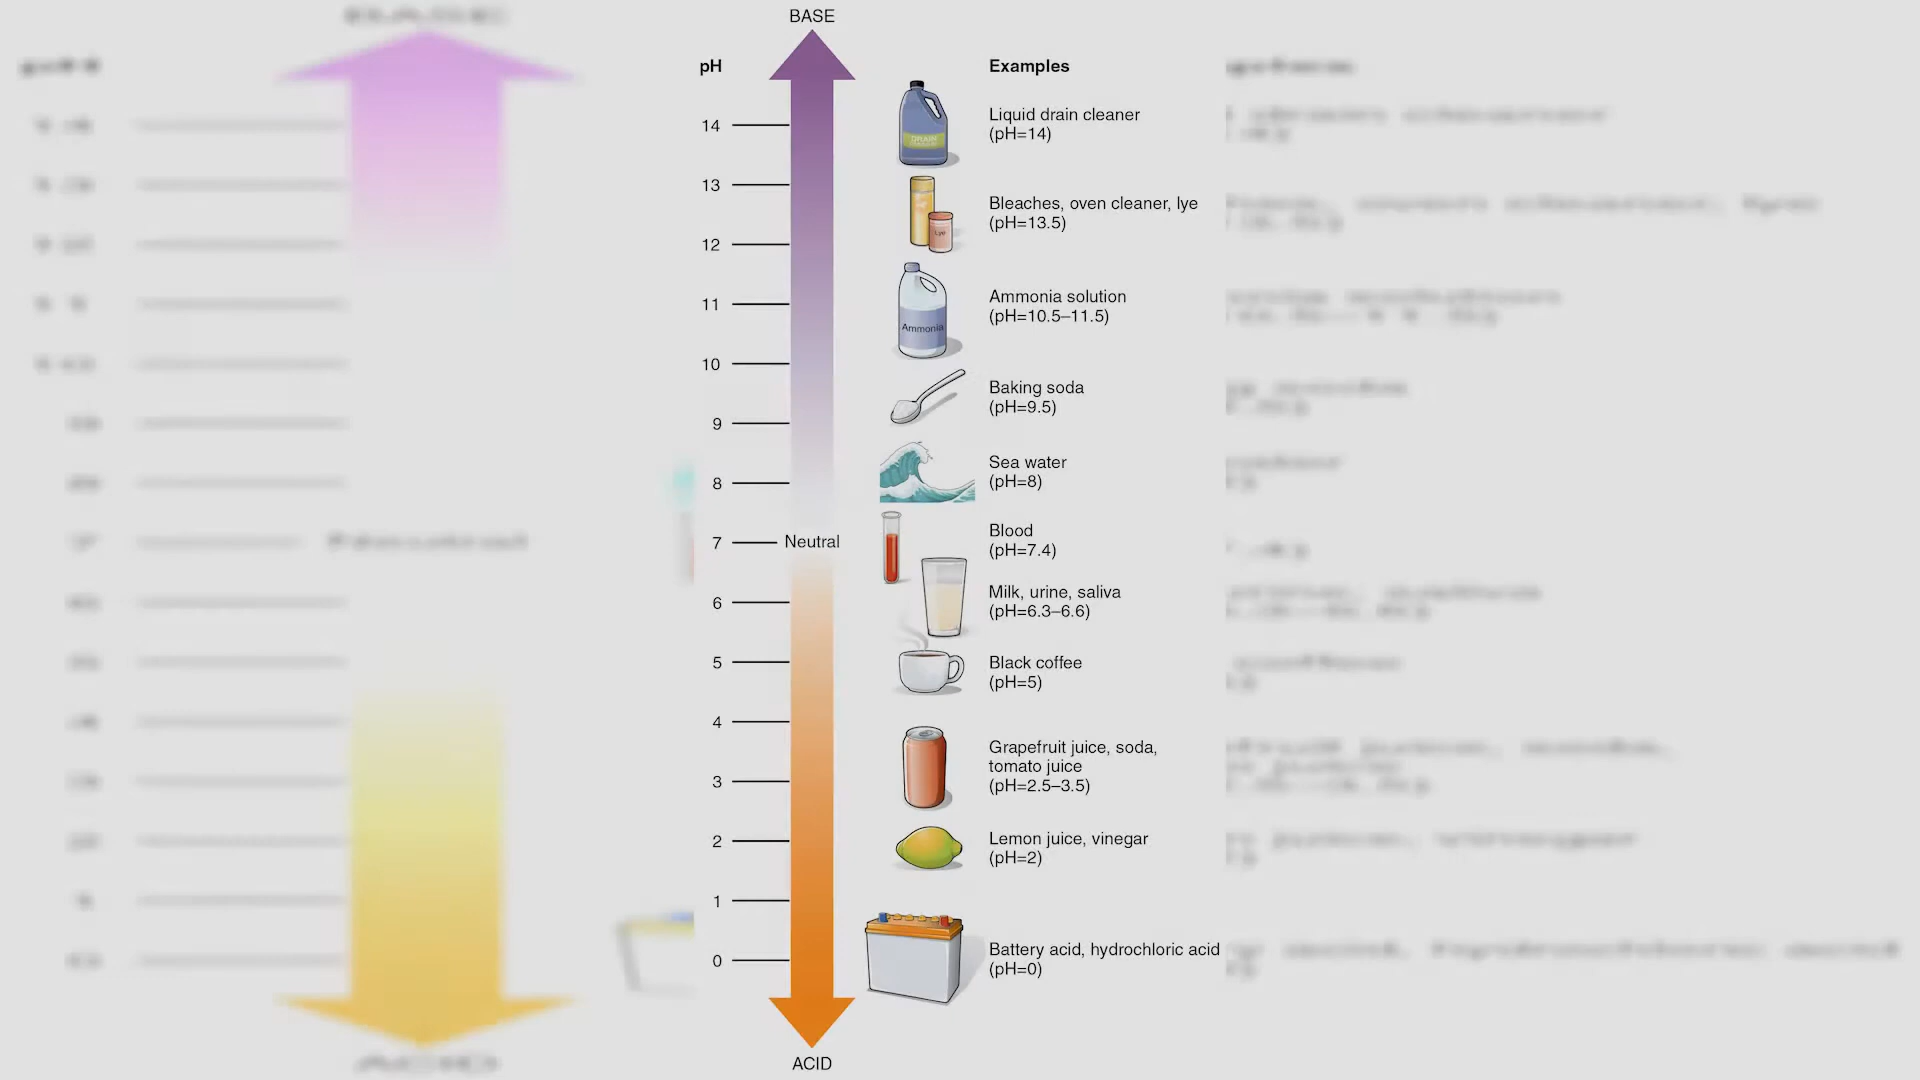 BASE
pH
Examples
14
Liquid drain cleaner
(pH=14)
DRAIN
13
Bleaches, oven cleaner, lye
(pH=13.5)
Lye
12
11
Ammonia solution
(pH=10.5–11.5)
Ammonia
10
Baking soda
(pH=9.5)
9
8
Sea water
(pH=8)
7
Neutral
Blood
(pH=7.4)
6
Milk, urine, saliva
(pH=6.3–6.6)
5
Black coffee
(pH=5)
4
3
Grapefruit juice, soda,
tomato juice
(pH=2.5–3.5)
2
Lemon juice, vinegar
(pH=2)
1
0
Battery acid, hydrochloric acid
(pH=0)
ACID